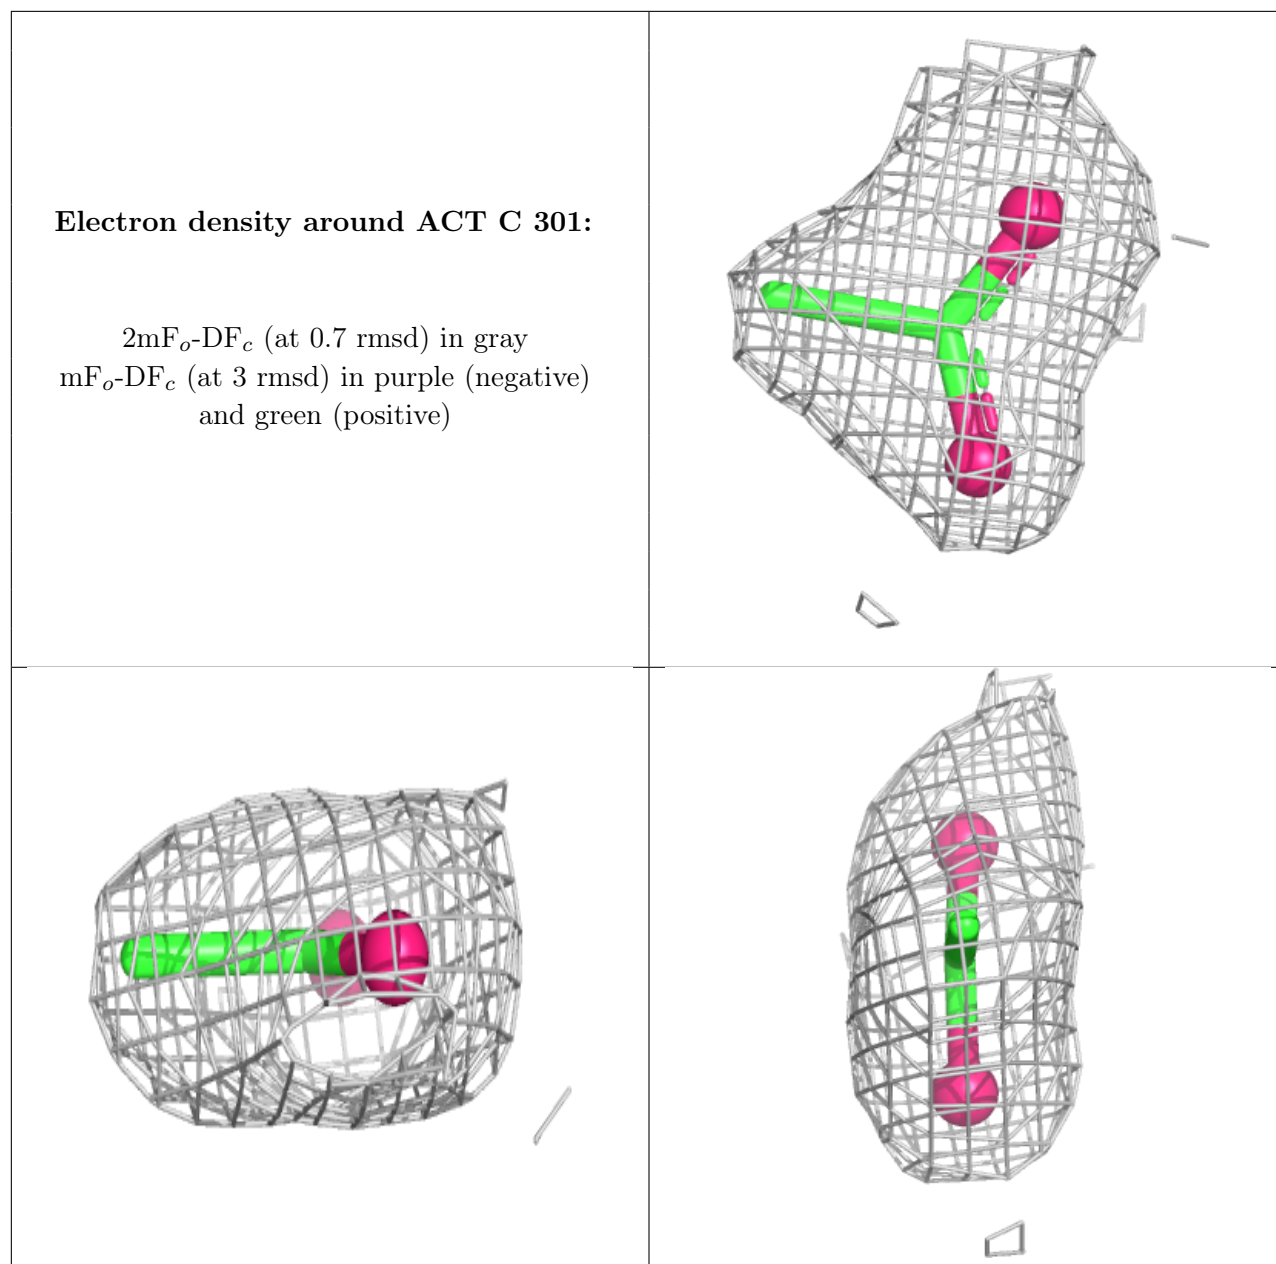 Electron density around ACT C 301:
2mFo-DFc (at 0.7 rmsd) in gray
mFo-DFc (at 3 rmsd) in purple (negative)
and green (positive)